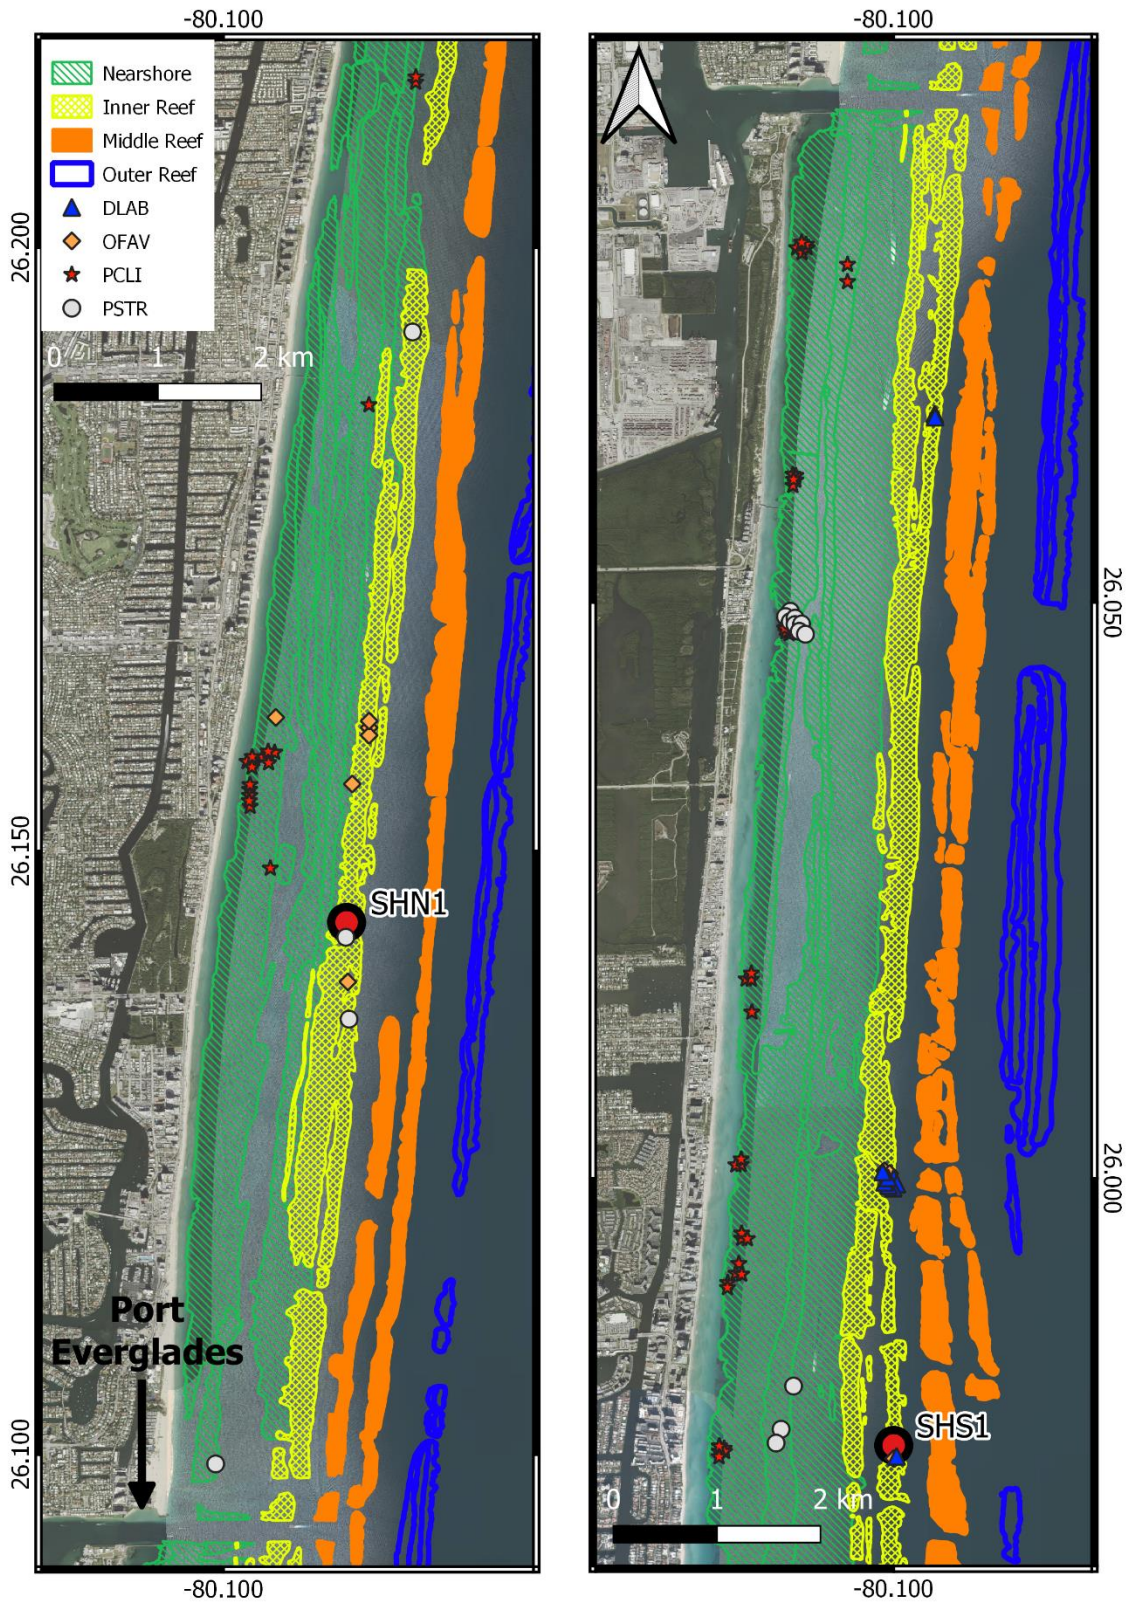 -80.100
-80.100
Nearshore
Inner Reef
Middle Reef
Outer Reef
DLAB
OFAV
PCLI
PSTR
0 1 2 km
26.200
26.150
26.100
SHN1
Port
Everglades
26.050
26.000
SHS1
0 1 2 km
-80.100
-80.100